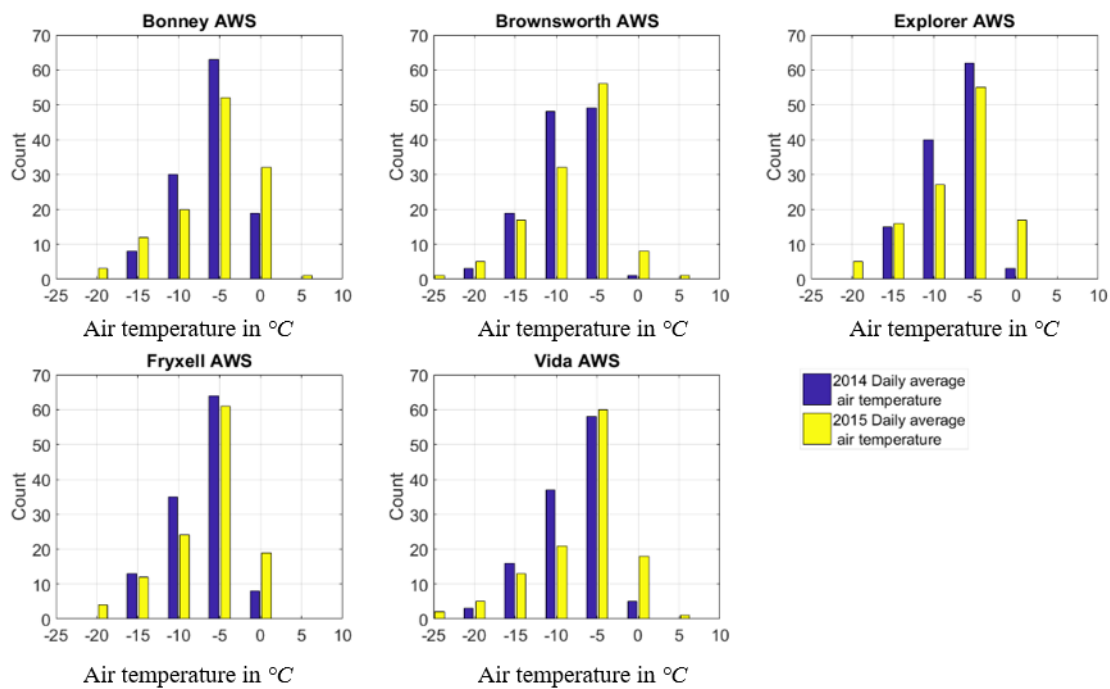 Bonney AWS
70
60
50
40
30
20
10
0
Count
-25 -20 -15 -10 -5 0 5 10
Air temperature in °C
Brownsworth AWS
70
60
50
40
30
20
10
0
Count
-25 -20 -15 -10 -5 0 5 10
Air temperature in °C
Explorer AWS
70
60
50
40
30
20
10
0
Count
-25 -20 -15 -10 -5 0 5 10
Air temperature in °C
Fryxell AWS
70
60
50
40
30
20
10
0
Count
-25 -20 -15 -10 -5 0 5 10
Air temperature in °C
Vida AWS
70
60
50
40
30
20
10
0
Count
-25 -20 -15 -10 -5 0 5 10
Air temperature in °C
2014 Daily average
air temperature
2015 Daily average
air temperature